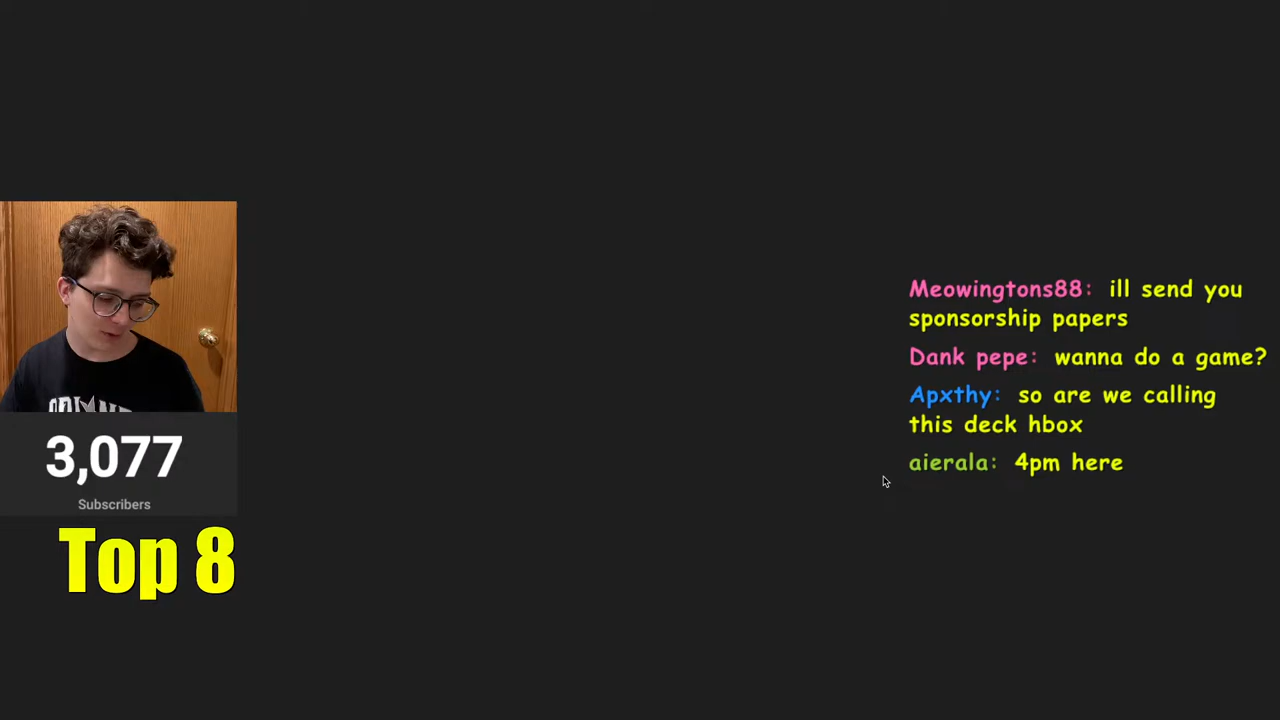 Meowingtons88: ill send you
sponsorship papers
Dank pepe: wanna do a game?
Apxthy: so are we calling
this deck hbox
aierala: 4pm here
3,077
Subscribers
Top 8